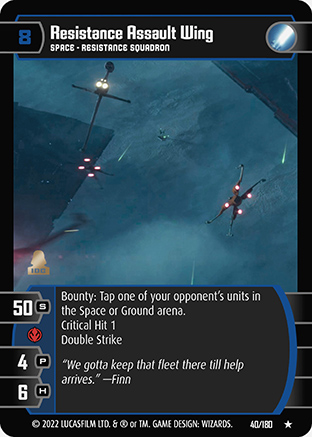 8
Resistance Assault Wing
SPACE - RESISTANCE SQUADRON
50 S
Bounty: Tap one of your opponent's units in
the Space or Ground arena.
Critical Hit 1
Double Strike
4 P
"We gotta keep that fleet there till help
arrives." —Finn
6 H
© 2022 LUCASFILM LTD. & ® or TM. GAME DESIGN: WIZARDS. 40/180 ★